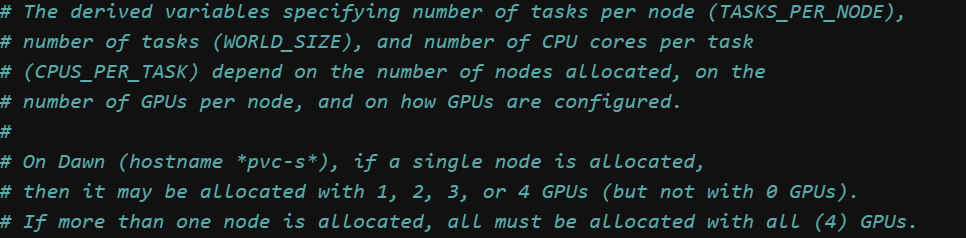 # The derived variables specifying number of tasks per node (TASKS_PER_NODE),
# number of tasks (WORLD_SIZE), and number of CPU cores per task
# (CPUS_PER_TASK) depend on the number of nodes allocated, on the
# number of GPUs per node, and on how GPUs are configured.
#
# On Dawn (hostname *pvc-s*), if a single node is allocated,
# then it may be allocated with 1, 2, 3, or 4 GPUs (but not with 0 GPUs).
# If more than one node is allocated, all must be allocated with all (4) GPUs.